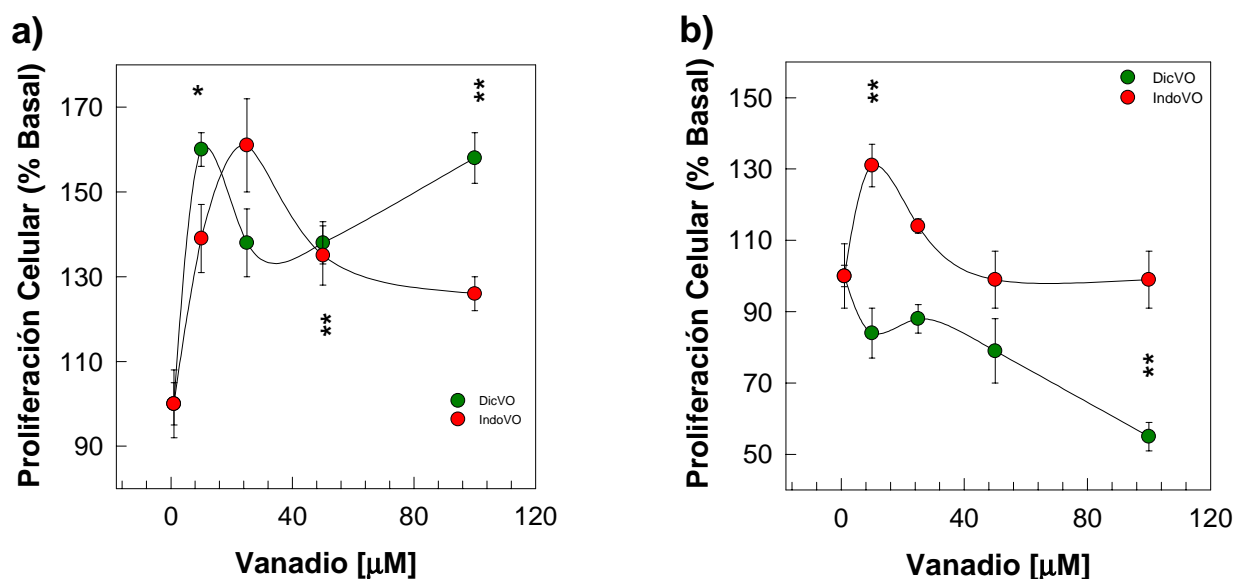 a)
Proliferación Celular (% Basal)
170
150
130
110
90
*
**
**
DicVO
IndoVO
0
40
80
120
Vanadio [μM]
b)
Proliferación Celular (% Basal)
150
130
110
90
70
50
**
**
DicVO
IndoVO
0
40
80
120
Vanadio [μM]